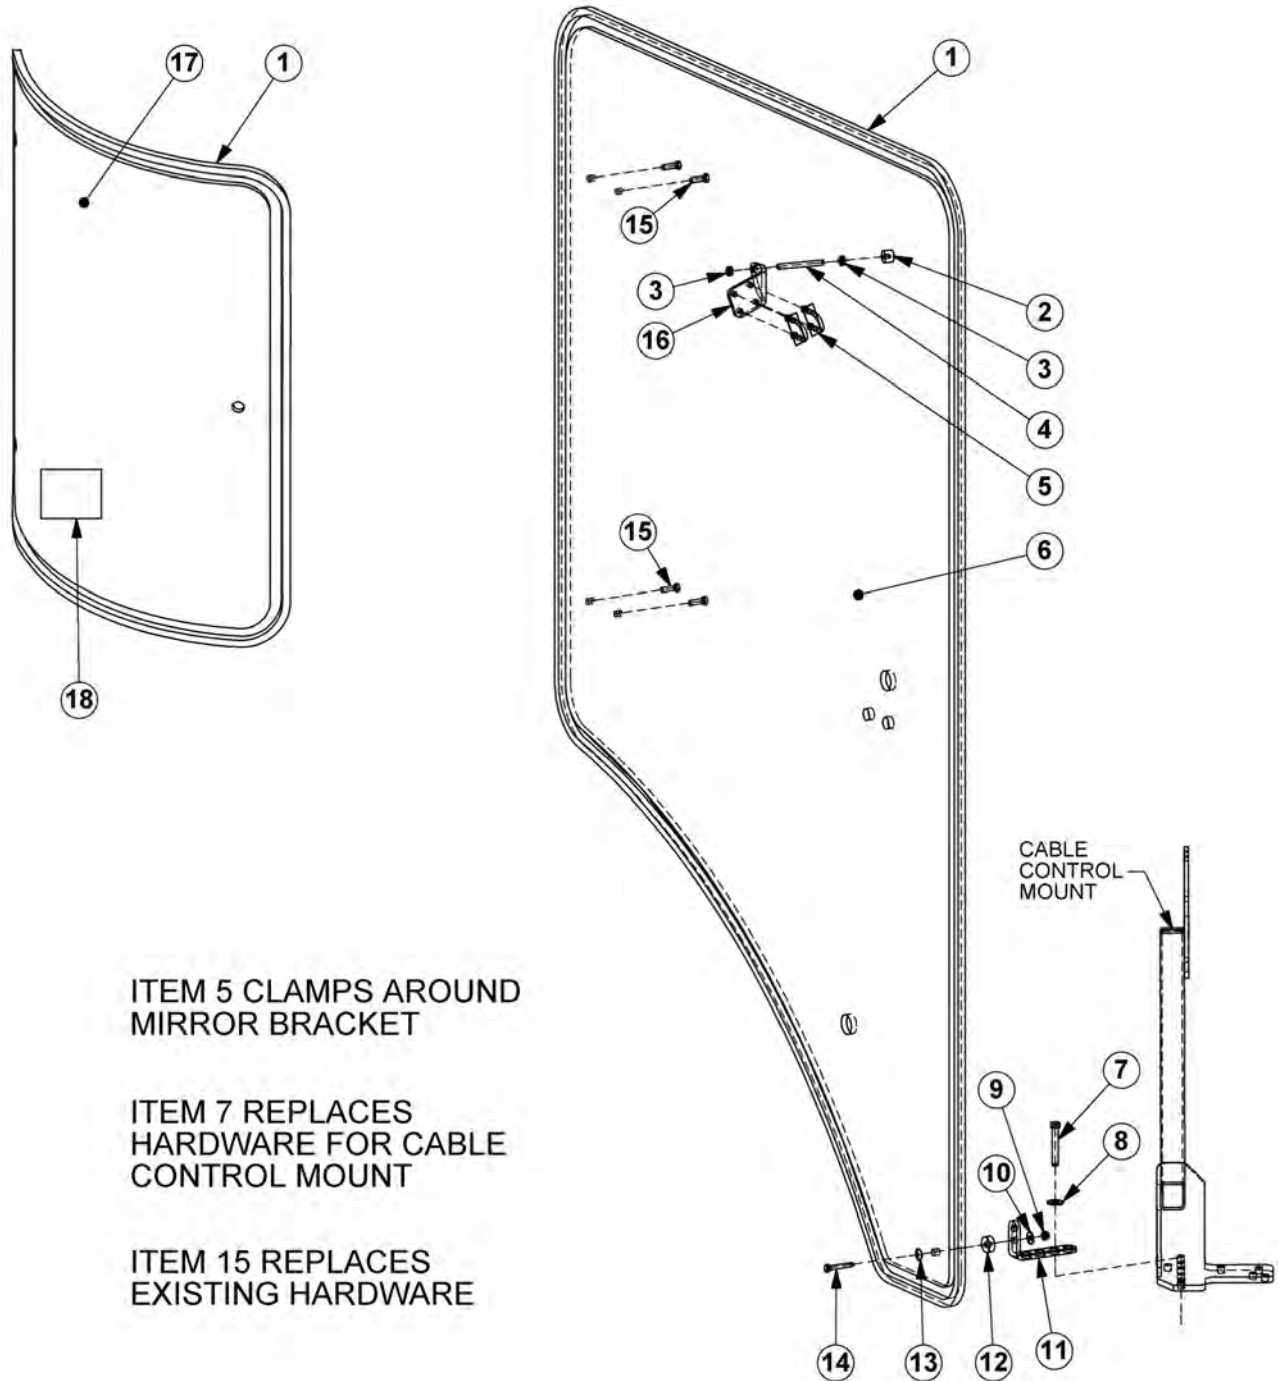 17
1
1
15
3
2
16
3
4
5
15
6
18
CABLE
CONTROL
MOUNT
ITEM 5 CLAMPS AROUND
MIRROR BRACKET
7
9
8
ITEM 7 REPLACES
HARDWARE FOR CABLE
CONTROL MOUNT
10
ITEM 15 REPLACES
EXISTING HARDWARE
14
13
12
11